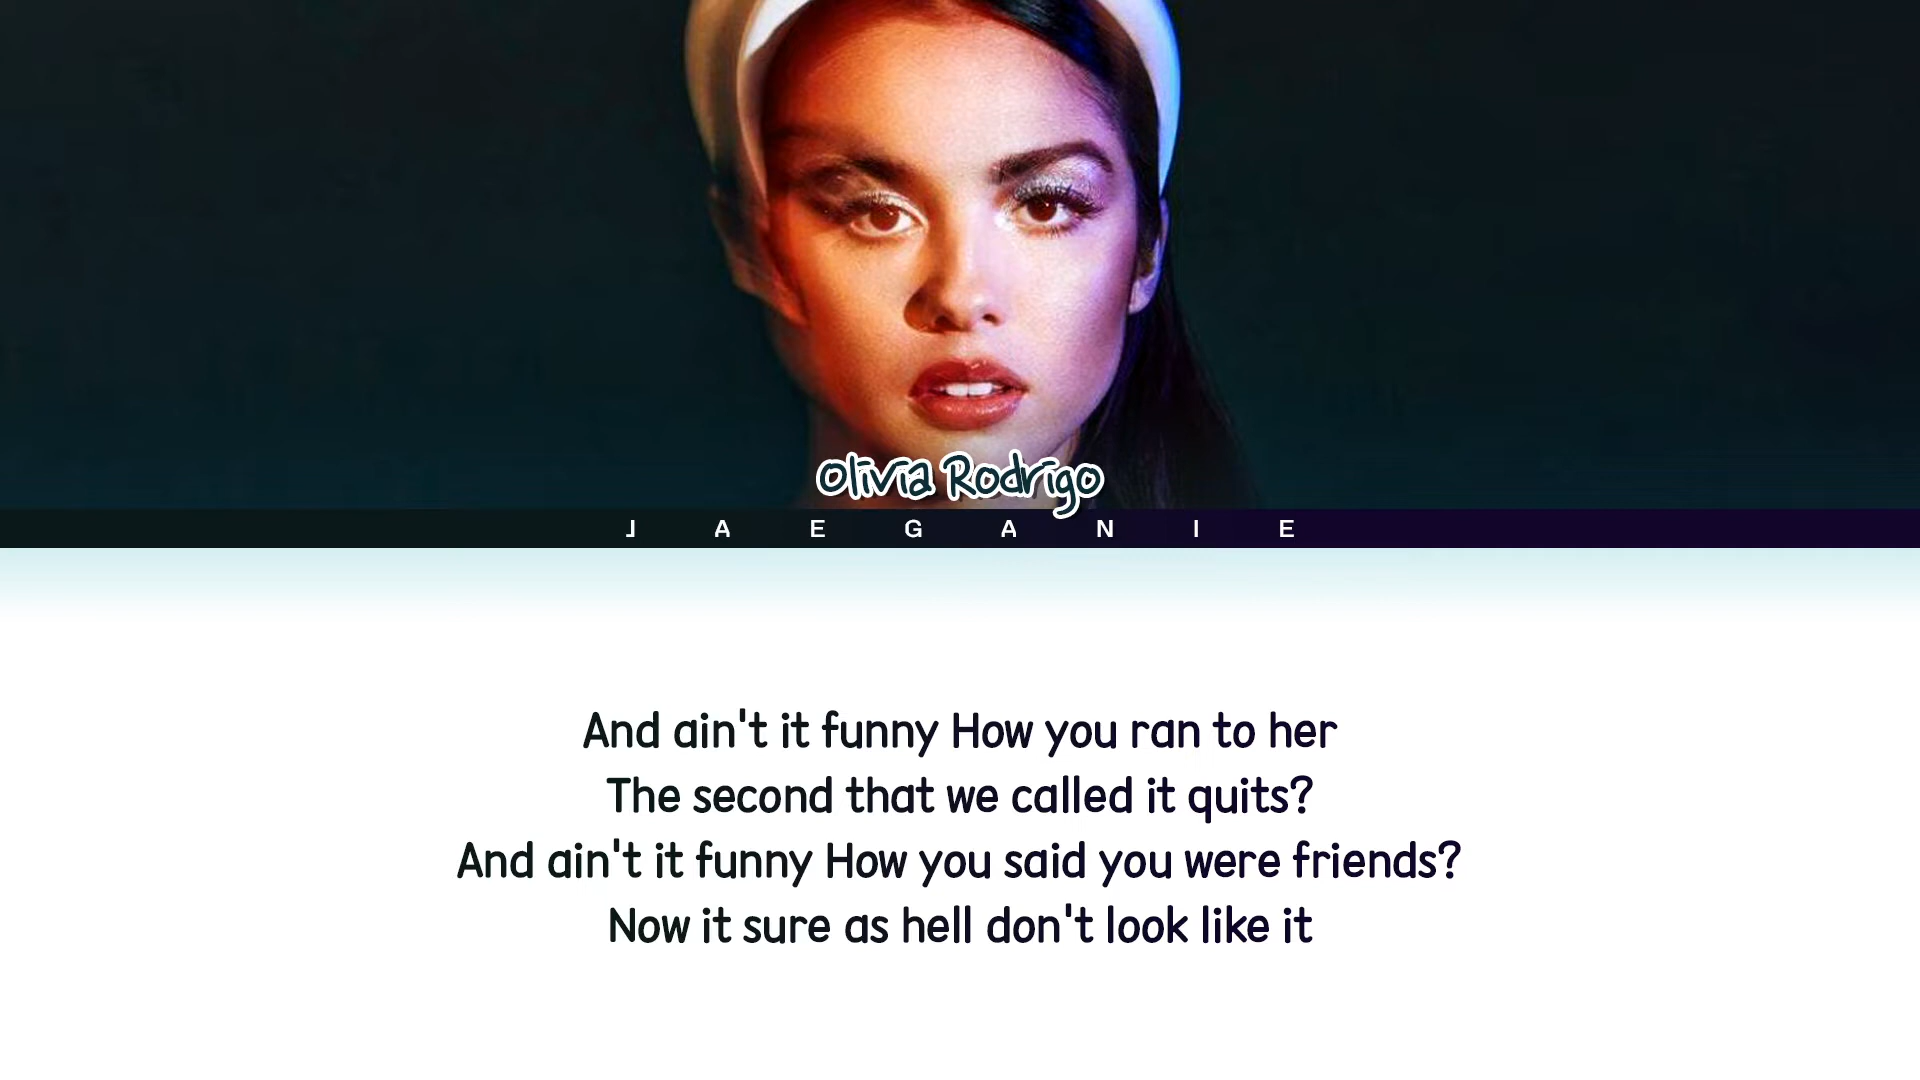 Olivia Rodrigo
JAEGANIE
And ain't it funny How you ran to her
The second that we called it quits?
And ain't it funny How you said you were friends?
Now it sure as hell don't look like it